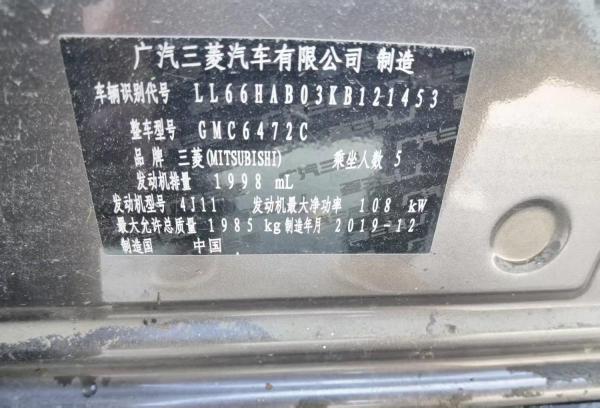 广汽三菱汽车有限公司 制造
车辆识别代号 LL66HAB03KB121453
整车型号 GMC6472C
品 牌 三菱(MITSUBISHI) 乘坐人数 5
发动机排量 1998 mL
发动机型号 4J11 发动机最大净功率 108 kW
最大允许总质量 1985 kg 制造年月 2019-12
制造国 中国